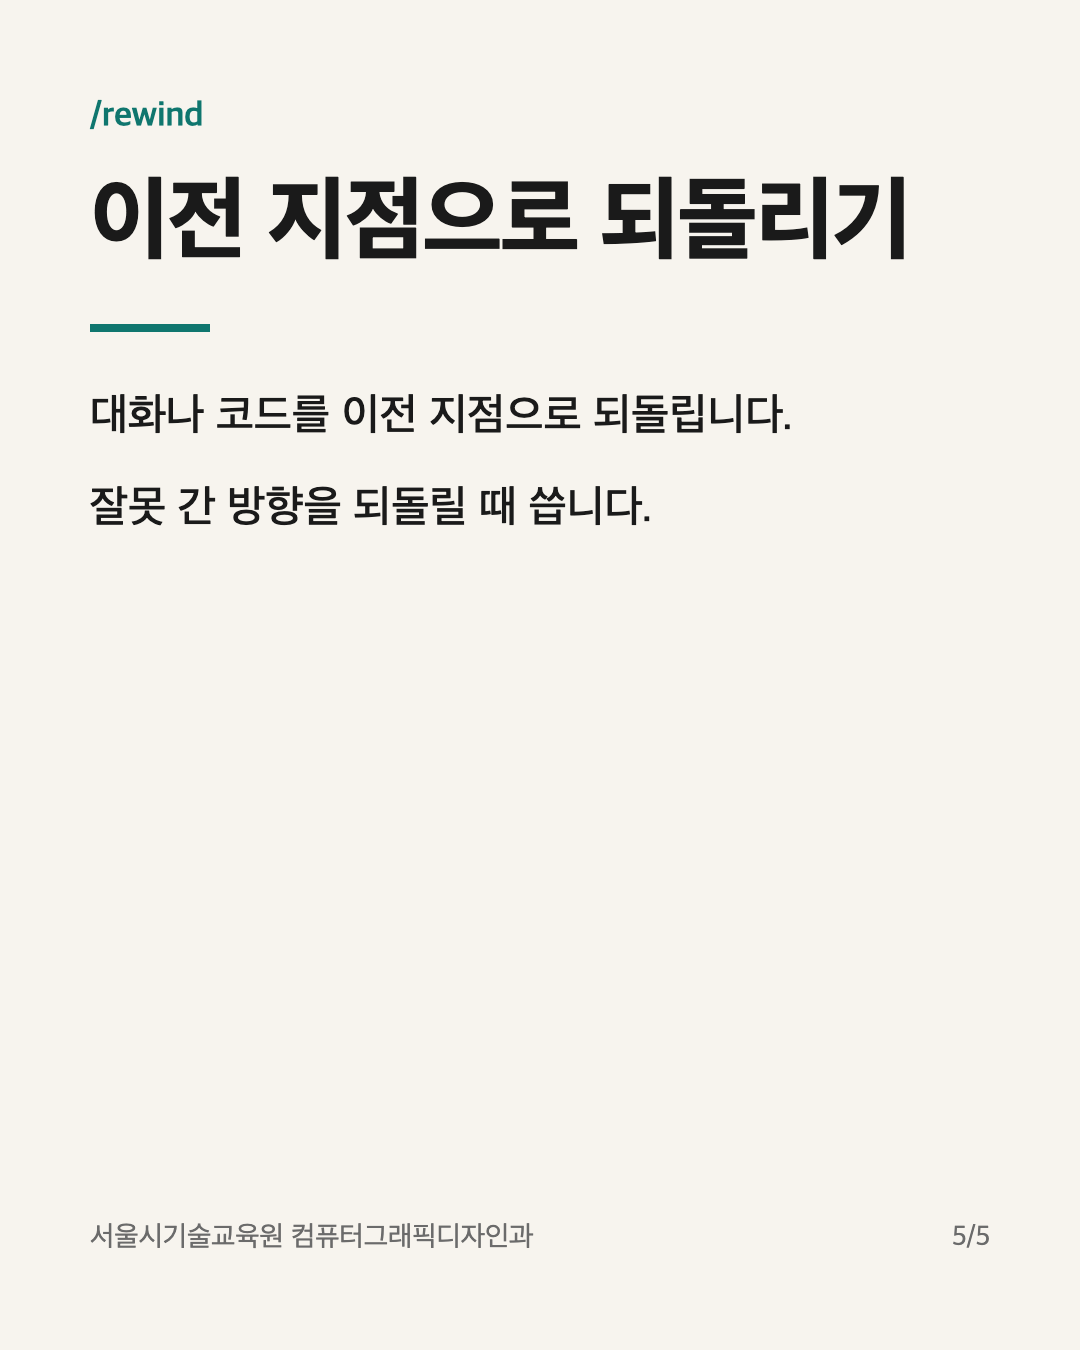 /rewind
이전 지점으로 되돌리기
대화나 코드를 이전 지점으로 되돌립니다.
잘못 간 방향을 되돌릴 때 씁니다.
서울시기술교육원 컴퓨터그래픽디자인과
5/5